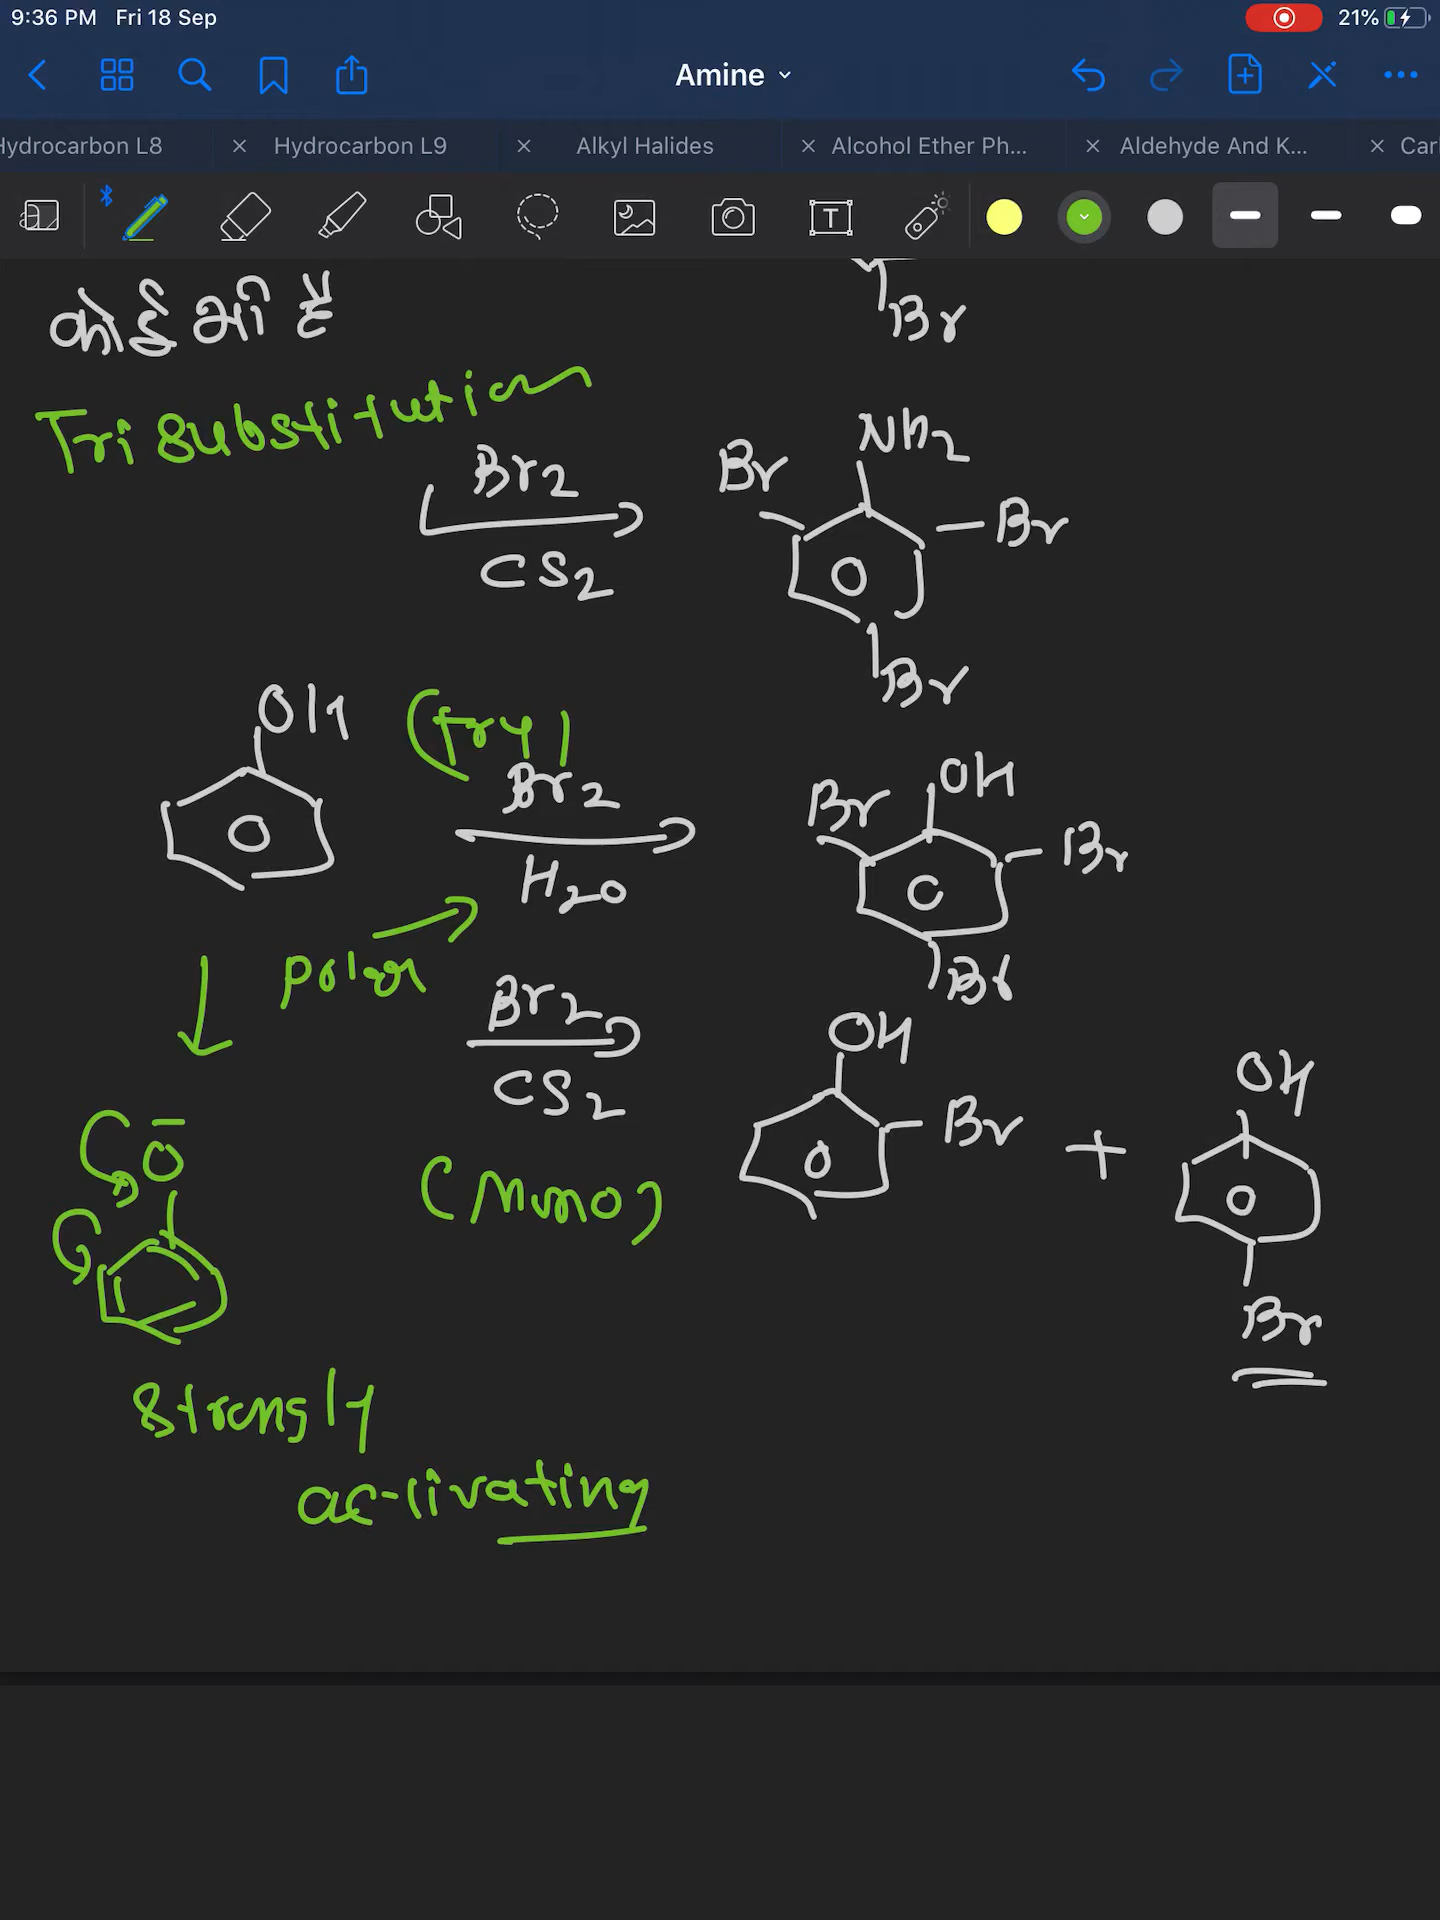 9:36 PM Fri 18 Sep 21%
Amine
Hydrocarbon L8 Hydrocarbon L9 Alkyl Halides Alcohol Ether Ph... Aldehyde And K... Carl
T
कोई भी है
Br
Tri Substitution
Br2
CS2
NH2
Br
Br
Br
OH
(Try)
Br2
H2O
OH
Br
Br
Br
Polar
Br2
CS2
(Mono)
OH
Br
+
OH
Br
O-
Strongly
activating